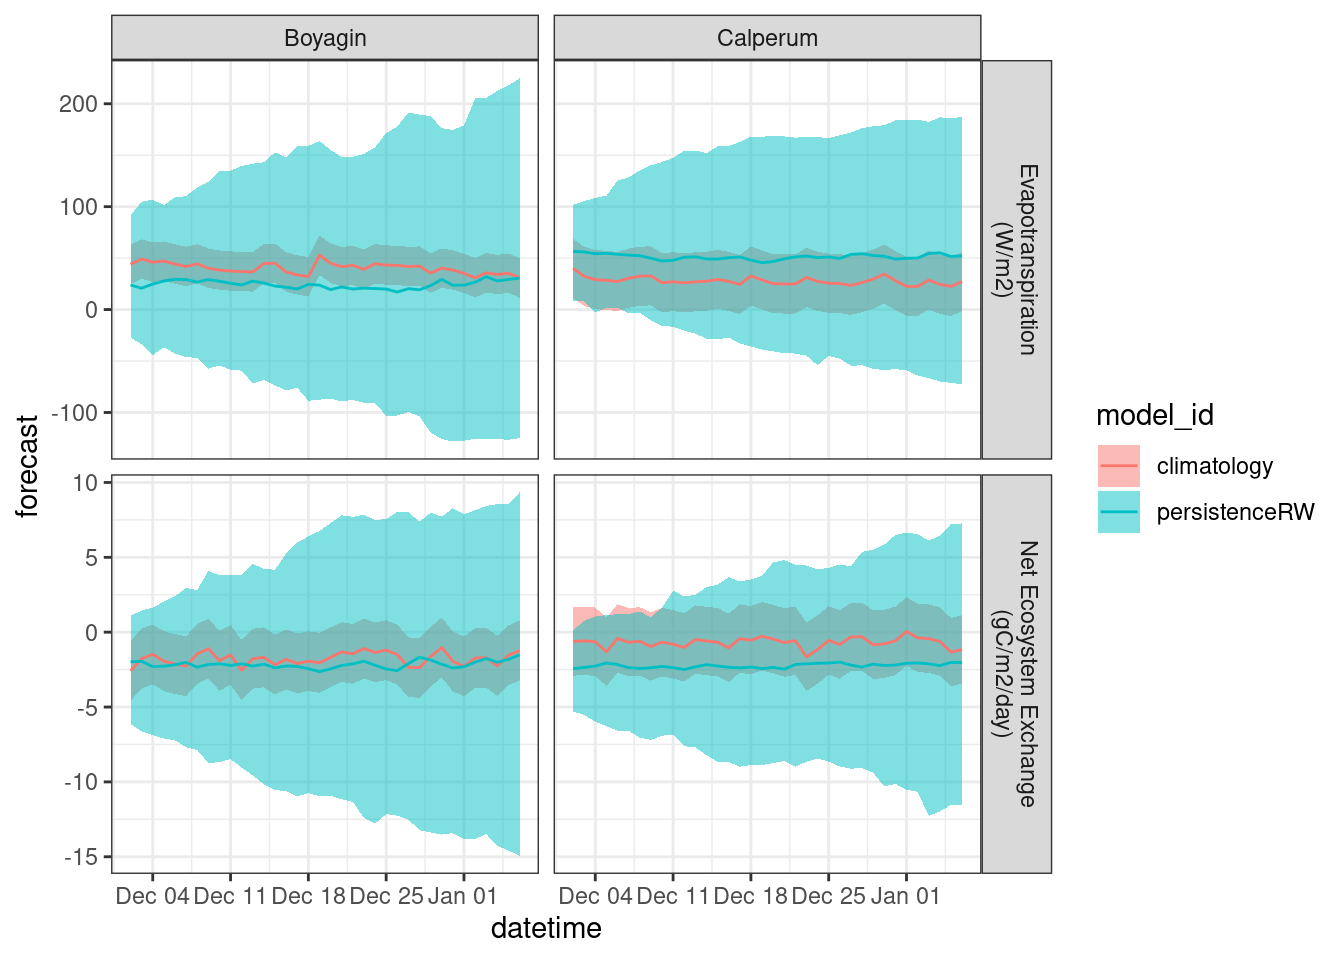 Boyagin
Calperum
200
100
0
-100
Evapotranspiration
(W/m2)
10
5
0
-5
-10
-15
Net Ecosystem Exchange
(gC/m2/day)
Dec 04 Dec 11 Dec 18 Dec 25 Jan 01
Dec 04 Dec 11 Dec 18 Dec 25 Jan 01
datetime
forecast
model_id
climatology
persistenceRW